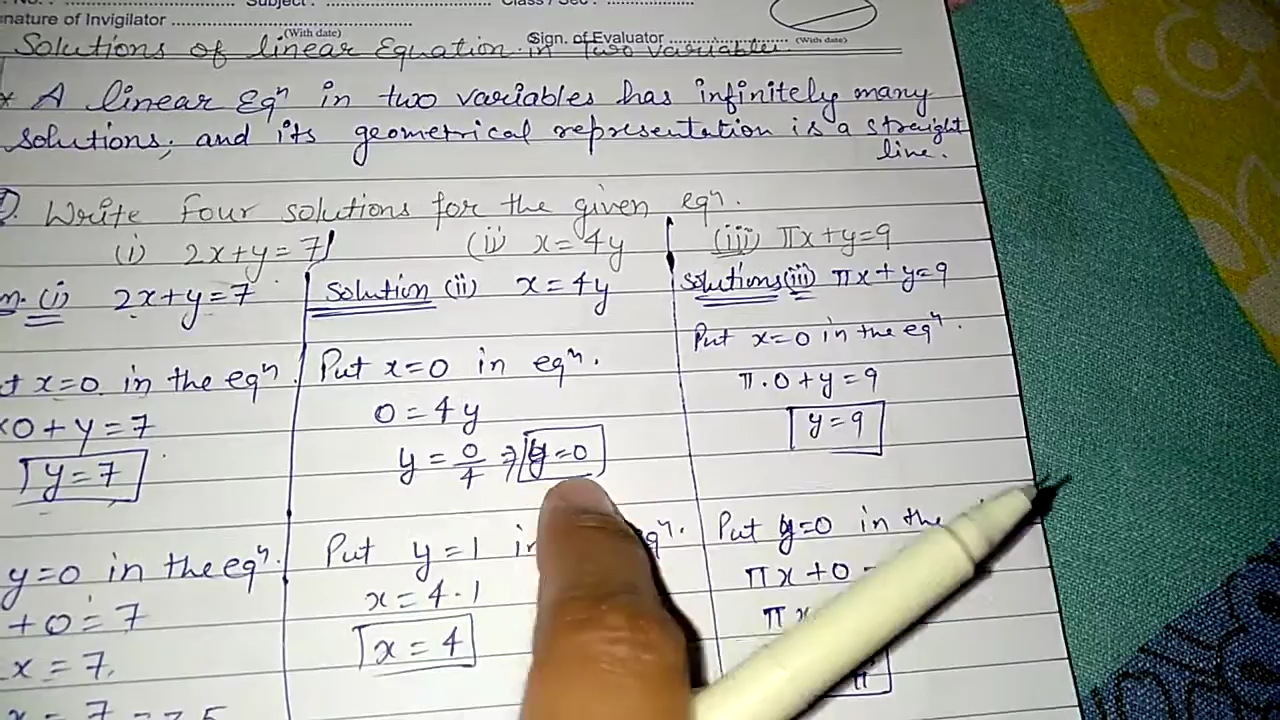 nature of Invigilator ........................................
(With date)
Sign. of Evaluator ........................
(With date)
Solutions of linear Equation in two variables
* A linear Eqⁿ in two variables has infinitely many
solutions, and its geometrical representation is a straight
line.
Write four solutions for the given eqⁿ.
(i) 2x+y=7 (ii) x=4y (iii) πx+y=9
(i) 2x+y=7
x=0 in the eqⁿ.
×0+y=7
y=7
y=0 in the eqⁿ.
+0=7
x=7.
Solution (ii) x=4y
Put x=0 in eqⁿ.
0=4y
y=0/4 ⇒ y=0
Put y=1
x=4.1
x=4
Solutions (iii) πx+y=9
Put x=0 in the eqⁿ.
π.0+y=9
y=9
Put y=0 in the
πx+0
πx
π